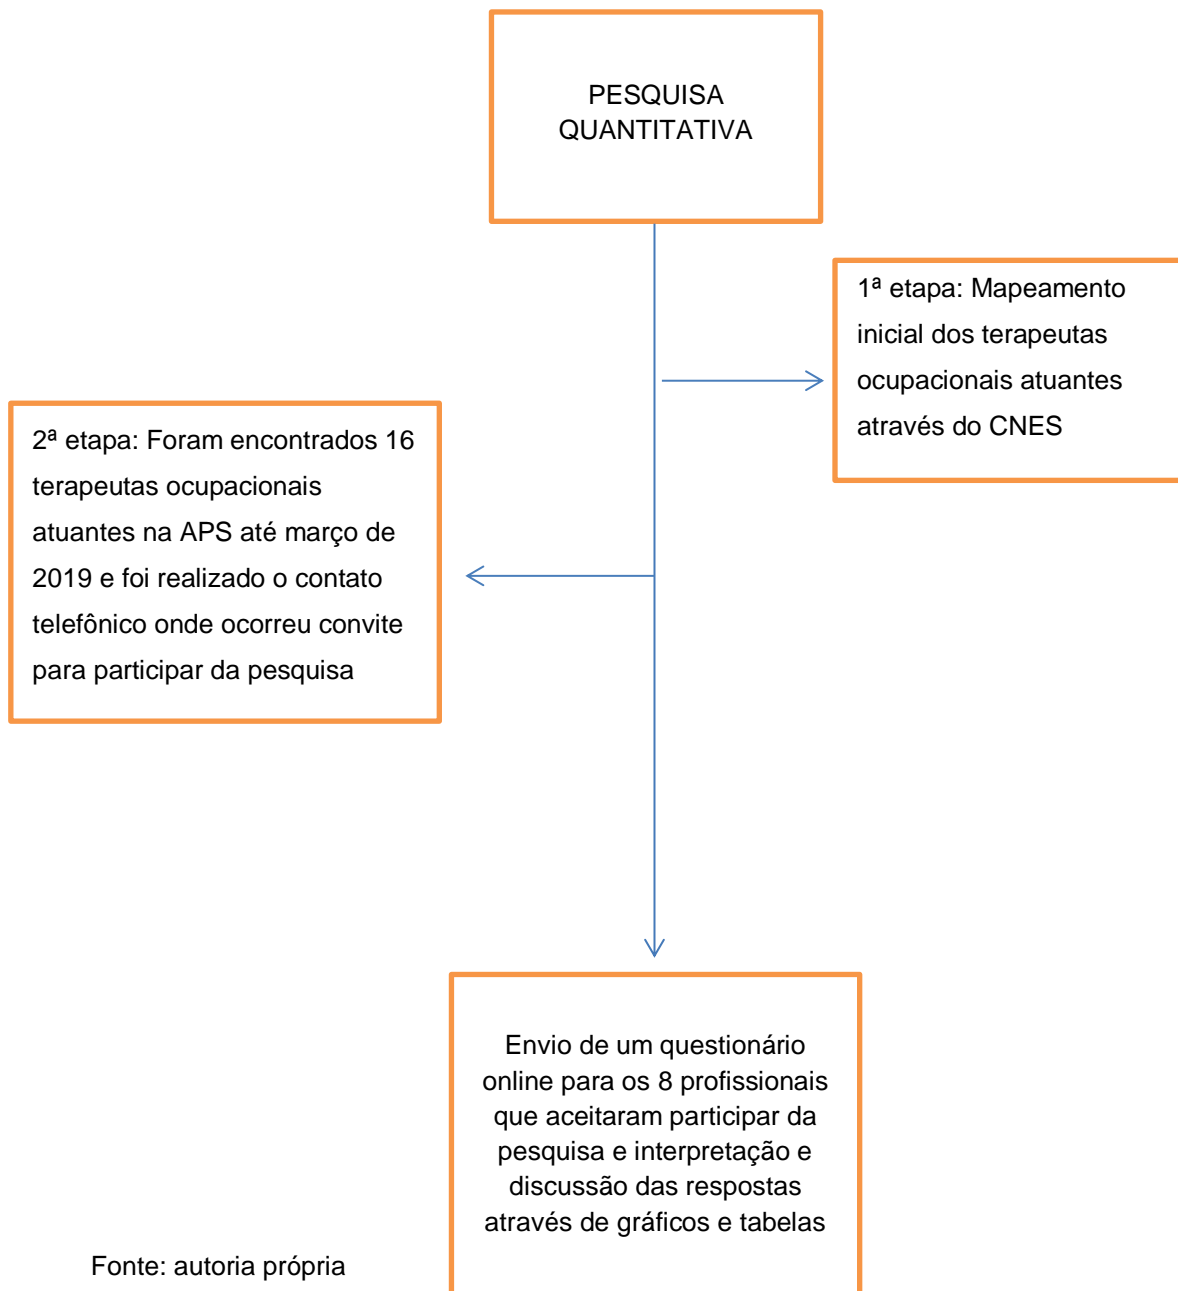 PESQUISA
QUANTITATIVA
1ª etapa: Mapeamento
inicial dos terapeutas
ocupacionais atuantes
através do CNES
2ª etapa: Foram encontrados 16
terapeutas ocupacionais
atuantes na APS até março de
2019 e foi realizado o contato
telefônico onde ocorreu convite
para participar da pesquisa
Envio de um questionário
online para os 8 profissionais
que aceitaram participar da
pesquisa e interpretação e
discussão das respostas
através de gráficos e tabelas
Fonte: autoria própria